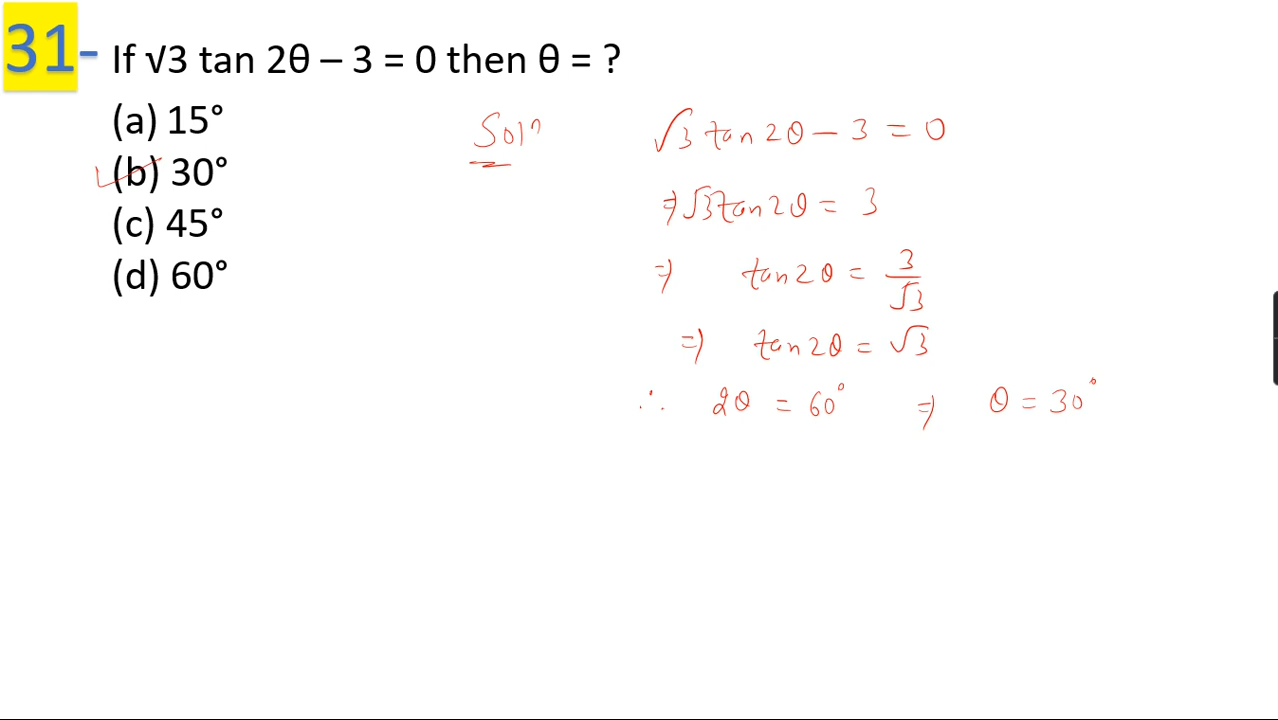 31- If √3 tan 2θ – 3 = 0 then θ = ?
(a) 15°
(b) 30°
(c) 45°
(d) 60°
Soln
√3 tan 2θ – 3 = 0
⇒ √3 tan 2θ = 3
⇒ tan 2θ = 3/√3
⇒ tan 2θ = √3
∴ 2θ = 60° ⇒ θ = 30°